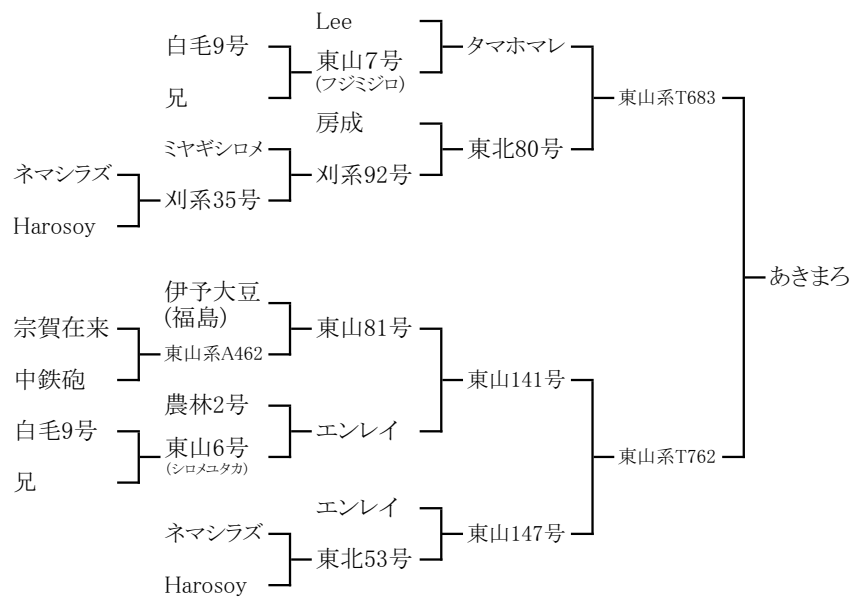 Lee
白毛9号
タマホマレ
東山7号
(フジミジロ)
兄
東山系T683
房成
ミヤギシロメ
東北80号
ネマシラズ
刈系92号
刈系35号
Harosoy
あきまろ
伊予大豆
(福島)
宗賀在来
東山81号
東山系A462
中鉄砲
東山141号
農林2号
白毛9号
エンレイ
東山6号
(シロメユタカ)
東山系T762
兄
エンレイ
ネマシラズ
東山147号
東北53号
Harosoy